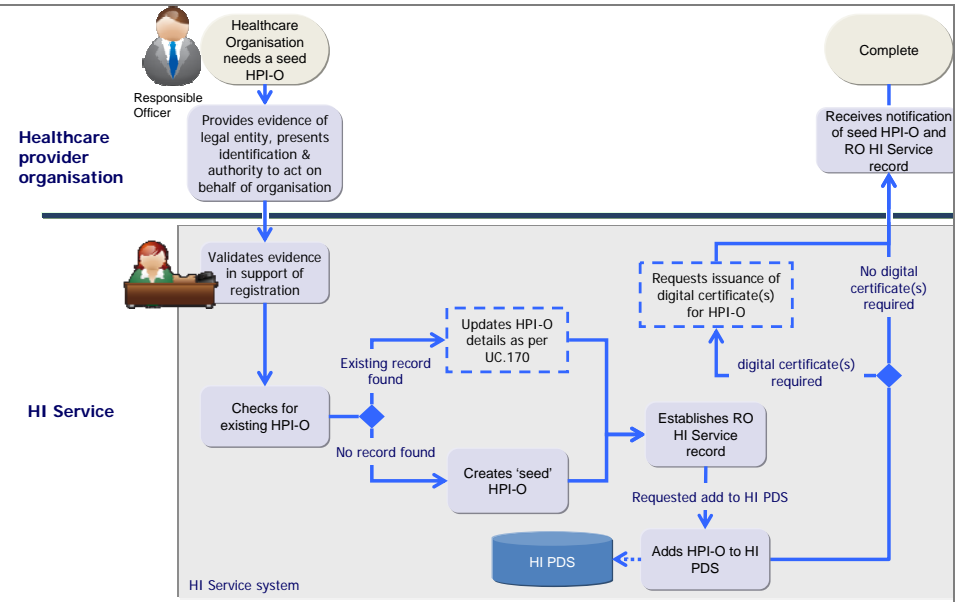 Healthcare
Organisation
needs a seed
HPI-O
Complete
Responsible
Officer
Healthcare
provider
organisation
Provides evidence of
legal entity, presents
identification &
authority to act on
behalf of organisation
Receives notification
of seed HPI-O and
RO HI Service
record
Validates evidence
in support of
registration
Requests issuance of
digital certificate(s)
for HPI-O
No digital
certificate(s)
required
Updates HPI-O
details as per
UC.170
Existing record
found
digital certificate(s)
required
HI Service
Checks for
existing HPI-O
Establishes RO
HI Service
record
No record found
Creates ‘seed’
HPI-O
Requested add to HI PDS
HI PDS
Adds HPI-O to HI
PDS
HI Service system